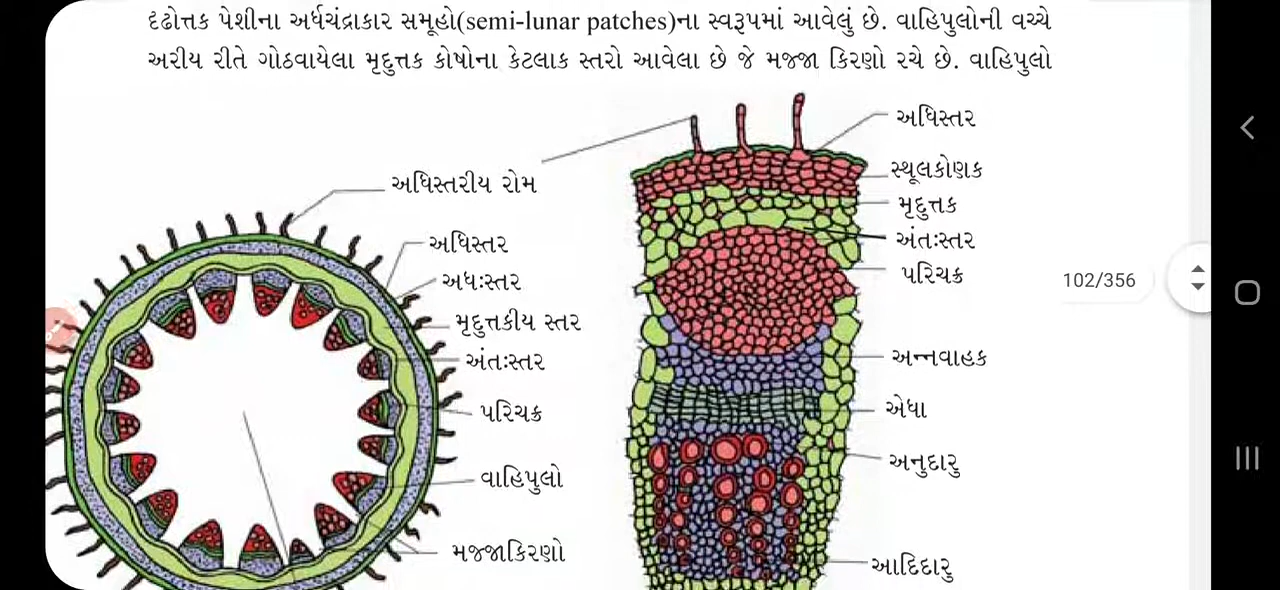 દૃઢોત્તક પેશીના અર્ધચંદ્રાકાર સમૂહો(semi-lunar patches)ના સ્વરૂપમાં આવેલું છે. વાહિપુલોની વચ્ચે
અરીય રીતે ગોઠવાયેલા મૃદુત્તક કોષોના કેટલાક સ્તરો આવેલા છે જે મજ્જા કિરણો રચે છે. વાહિપુલો
અધિસ્તરીય રોમ
અધિસ્તર
અધઃસ્તર
મૃદુત્તકીય સ્તર
અંતઃસ્તર
પરિચક્ર
વાહિપુલો
મજ્જાકિરણો
અધિસ્તર
સ્થૂલકોણક
મૃદુત્તક
અંતઃસ્તર
પરિચક્ર
અન્નવાહક
એધા
અનુદારુ
આદિદારુ
102/356